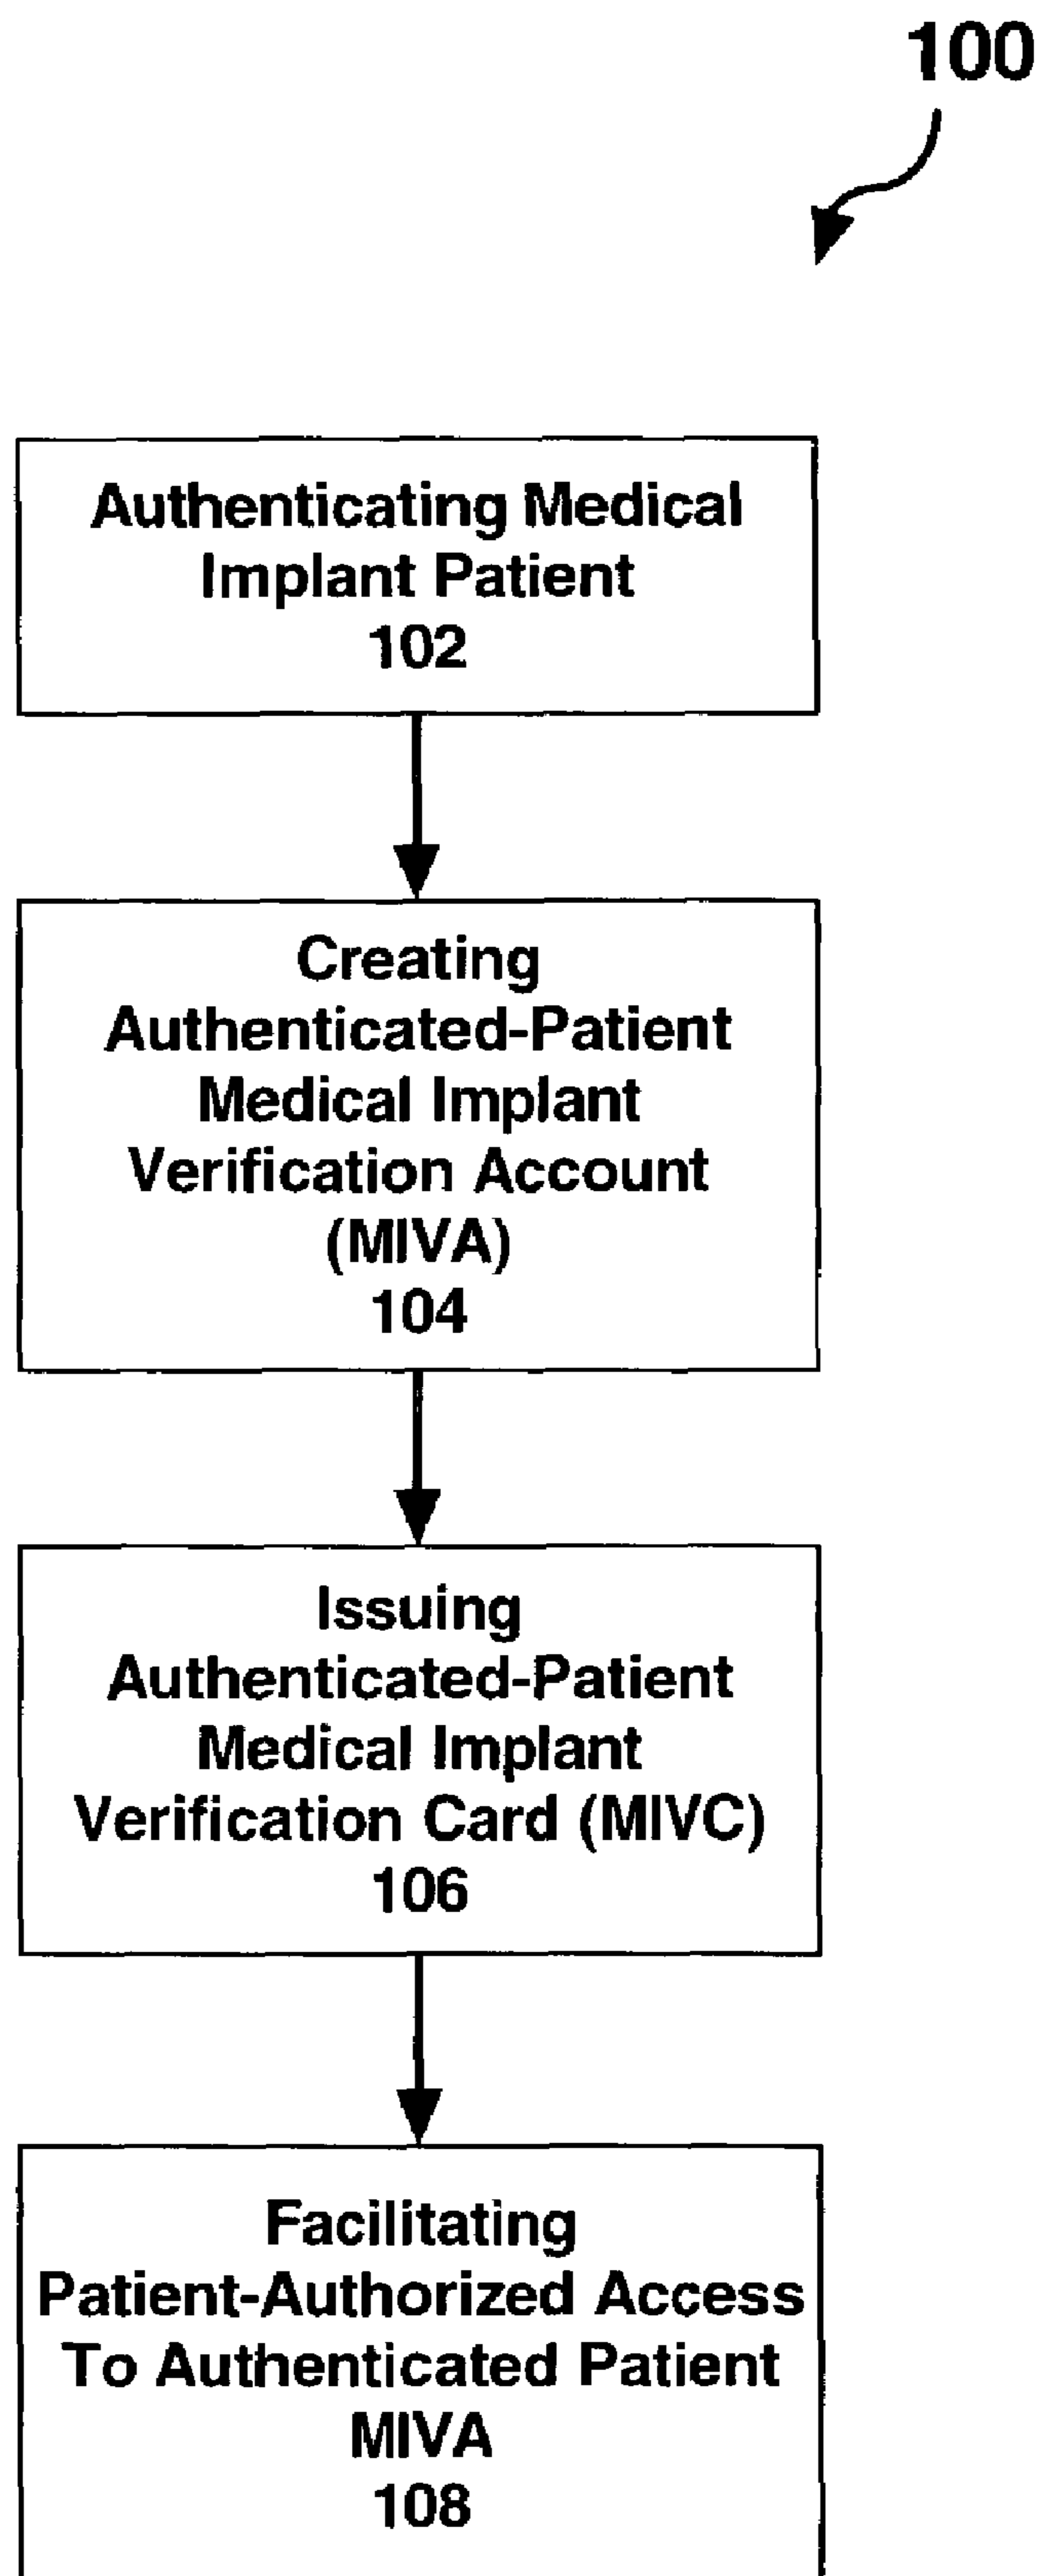 100
Authenticating Medical
Implant Patient
102
Creating
Authenticated-Patient
Medical Implant
Verification Account
(MIVA)
104
Issuing
Authenticated-Patient
Medical Implant
Verification Card (MIVC)
106
Facilitating
Patient-Authorized Access
To Authenticated Patient
MIVA
108